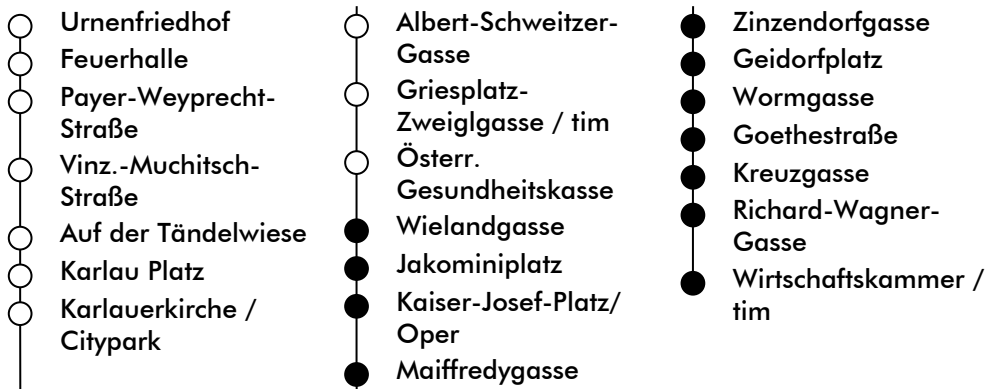 Urnenfriedhof
Feuerhalle
Payer-Weyprecht-
Straße
Vinz.-Muchitsch-
Straße
Auf der Tändelwiese
Karlau Platz
Karlauerkirche /
Citypark
Albert-Schweitzer-
Gasse
Griesplatz-
Zweiglgasse / tim
Österr.
Gesundheitskasse
Wielandgasse
Jakominiplatz
Kaiser-Josef-Platz/
Oper
Maiffredygasse
Zinzendorfgasse
Geidorfplatz
Wormgasse
Goethestraße
Kreuzgasse
Richard-Wagner-
Gasse
Wirtschaftskammer /
tim